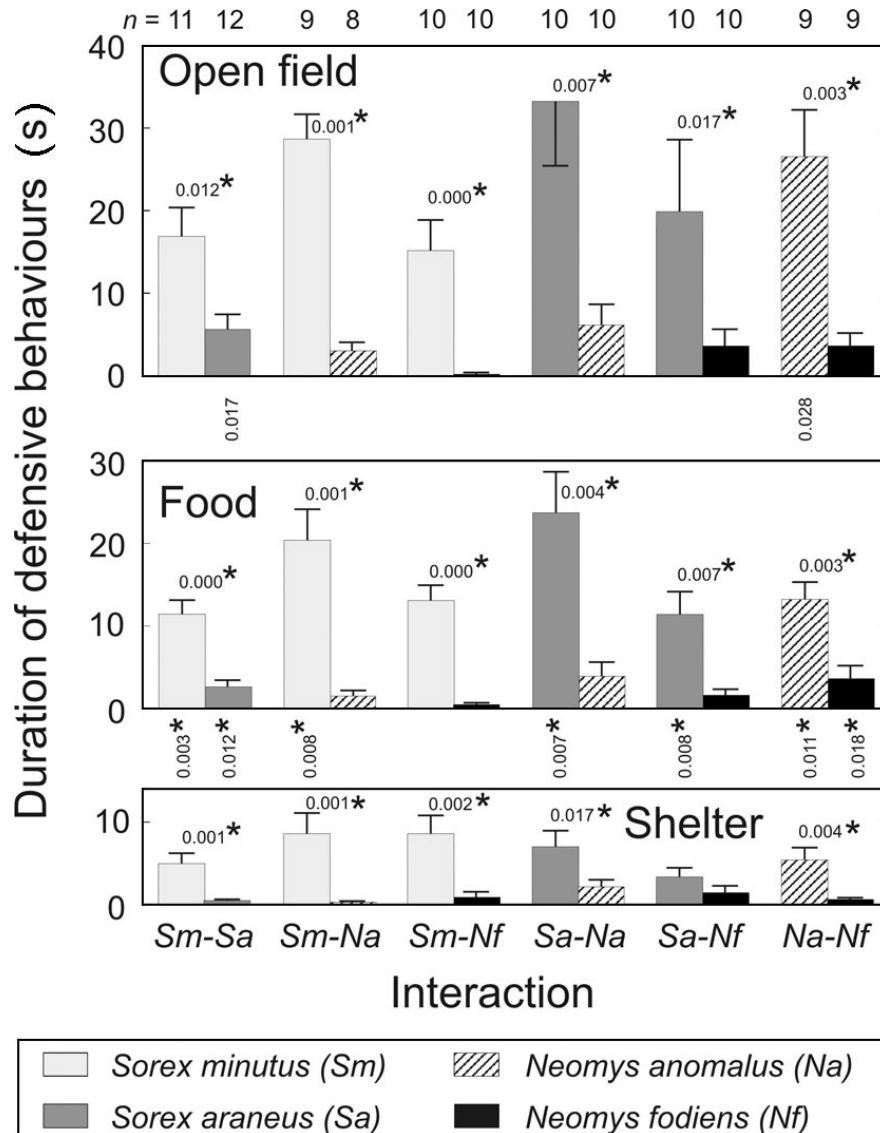 n = 11 12 9 8 10 10 10 10 10 10 9 9
40
Open field
0.007*
0.003*
0.001*
0.017*
30
0.012*
0.000*
20
10
0
0.017
0.028
30
Food
0.001*
0.004*
20
0.000*
0.000*
0.007*
0.003*
10
0
* * * * * * *
0.003 0.012 0.008 0.007 0.008 0.011 0.018
10
0.001*
0.001*
0.002*
0.017*
Shelter
0.004*
0
Sm-Sa Sm-Na Sm-Nf Sa-Na Sa-Nf Na-Nf
Interaction
Duration of defensive behaviours (s)
Sorex minutus (Sm)
Neomys anomalus (Na)
Sorex araneus (Sa)
Neomys fodiens (Nf)